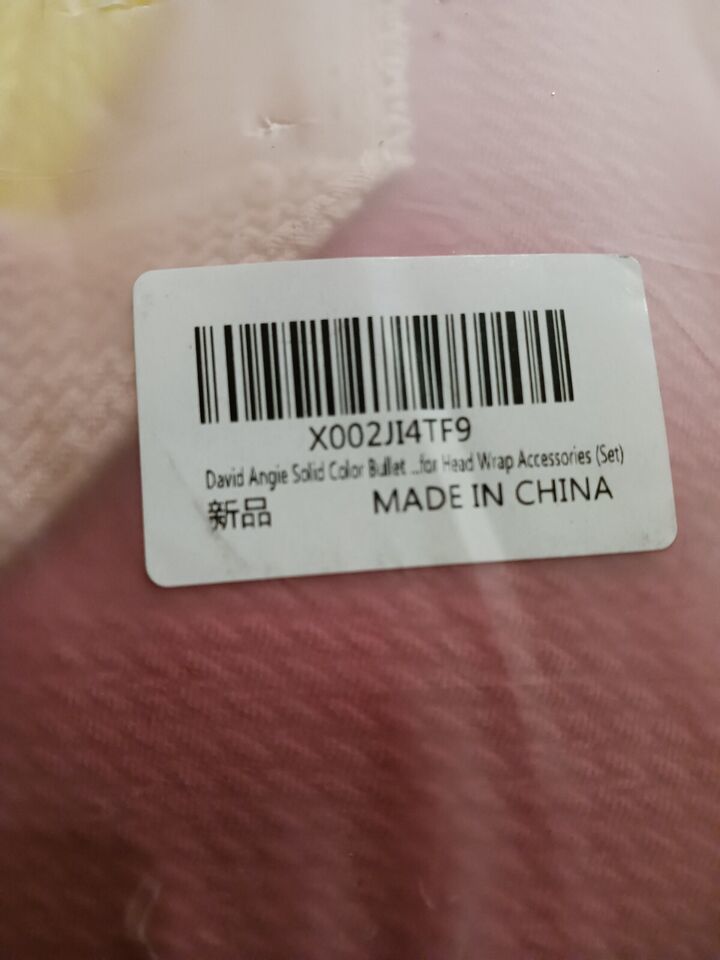 X002JI4TF9
David Angie Solid Color Bullet ...for Head Wrap Accessories (Set)
新品 MADE IN CHINA